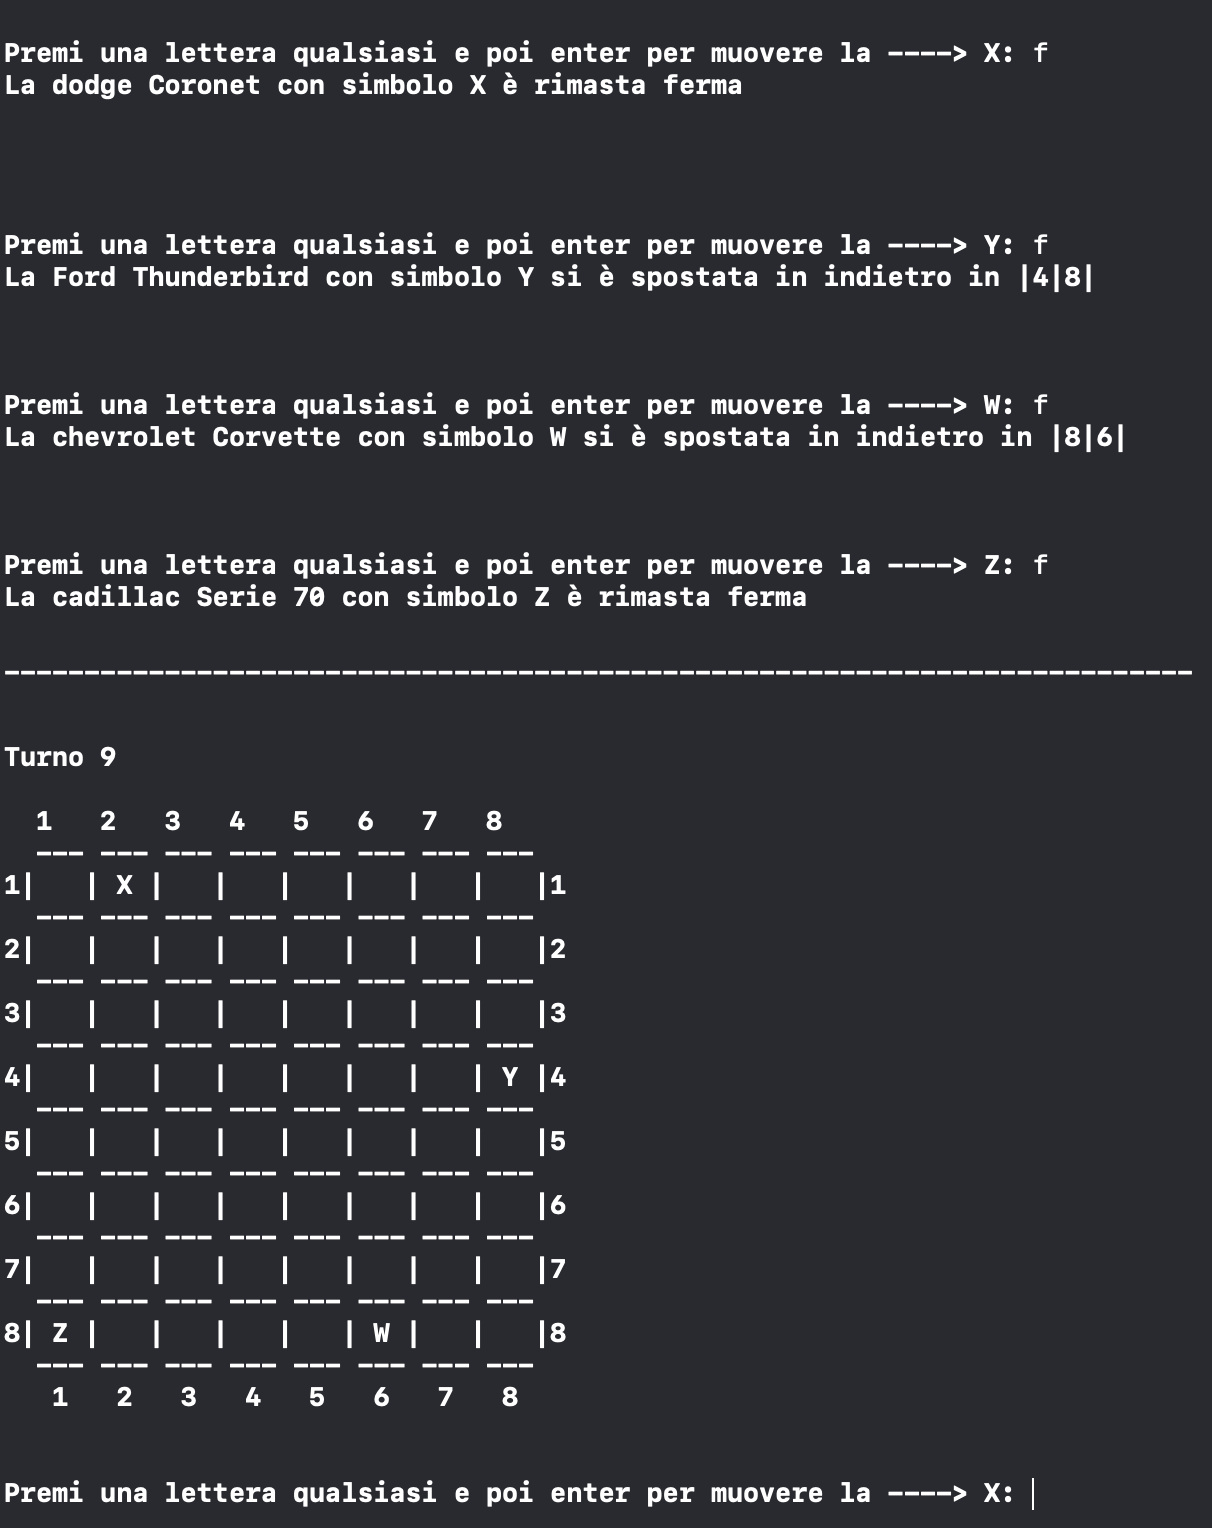 Premi una lettera qualsiasi e poi enter per muovere la ----> X: f
La dodge Coronet con simbolo X è rimasta ferma
Premi una lettera qualsiasi e poi enter per muovere la ----> Y: f
La Ford Thunderbird con simbolo Y si è spostata in indietro in |4|8|
Premi una lettera qualsiasi e poi enter per muovere la ----> W: f
La chevrolet Corvette con simbolo W si è spostata in indietro in |8|6|
Premi una lettera qualsiasi e poi enter per muovere la ----> Z: f
La cadillac Serie 70 con simbolo Z è rimasta ferma
--------------------------------------------------------------------------
Turno 9
  1   2   3   4   5   6   7   8
  --- --- --- --- --- --- --- ---
1|   | X |   |   |   |   |   |   |1
  --- --- --- --- --- --- --- ---
2|   |   |   |   |   |   |   |   |2
  --- --- --- --- --- --- --- ---
3|   |   |   |   |   |   |   |   |3
  --- --- --- --- --- --- --- ---
4|   |   |   |   |   |   |   | Y |4
  --- --- --- --- --- --- --- ---
5|   |   |   |   |   |   |   |   |5
  --- --- --- --- --- --- --- ---
6|   |   |   |   |   |   |   |   |6
  --- --- --- --- --- --- --- ---
7|   |   |   |   |   |   |   |   |7
  --- --- --- --- --- --- --- ---
8| Z |   |   |   |   | W |   |   |8
  --- --- --- --- --- --- --- ---
   1   2   3   4   5   6   7   8
Premi una lettera qualsiasi e poi enter per muovere la ----> X: